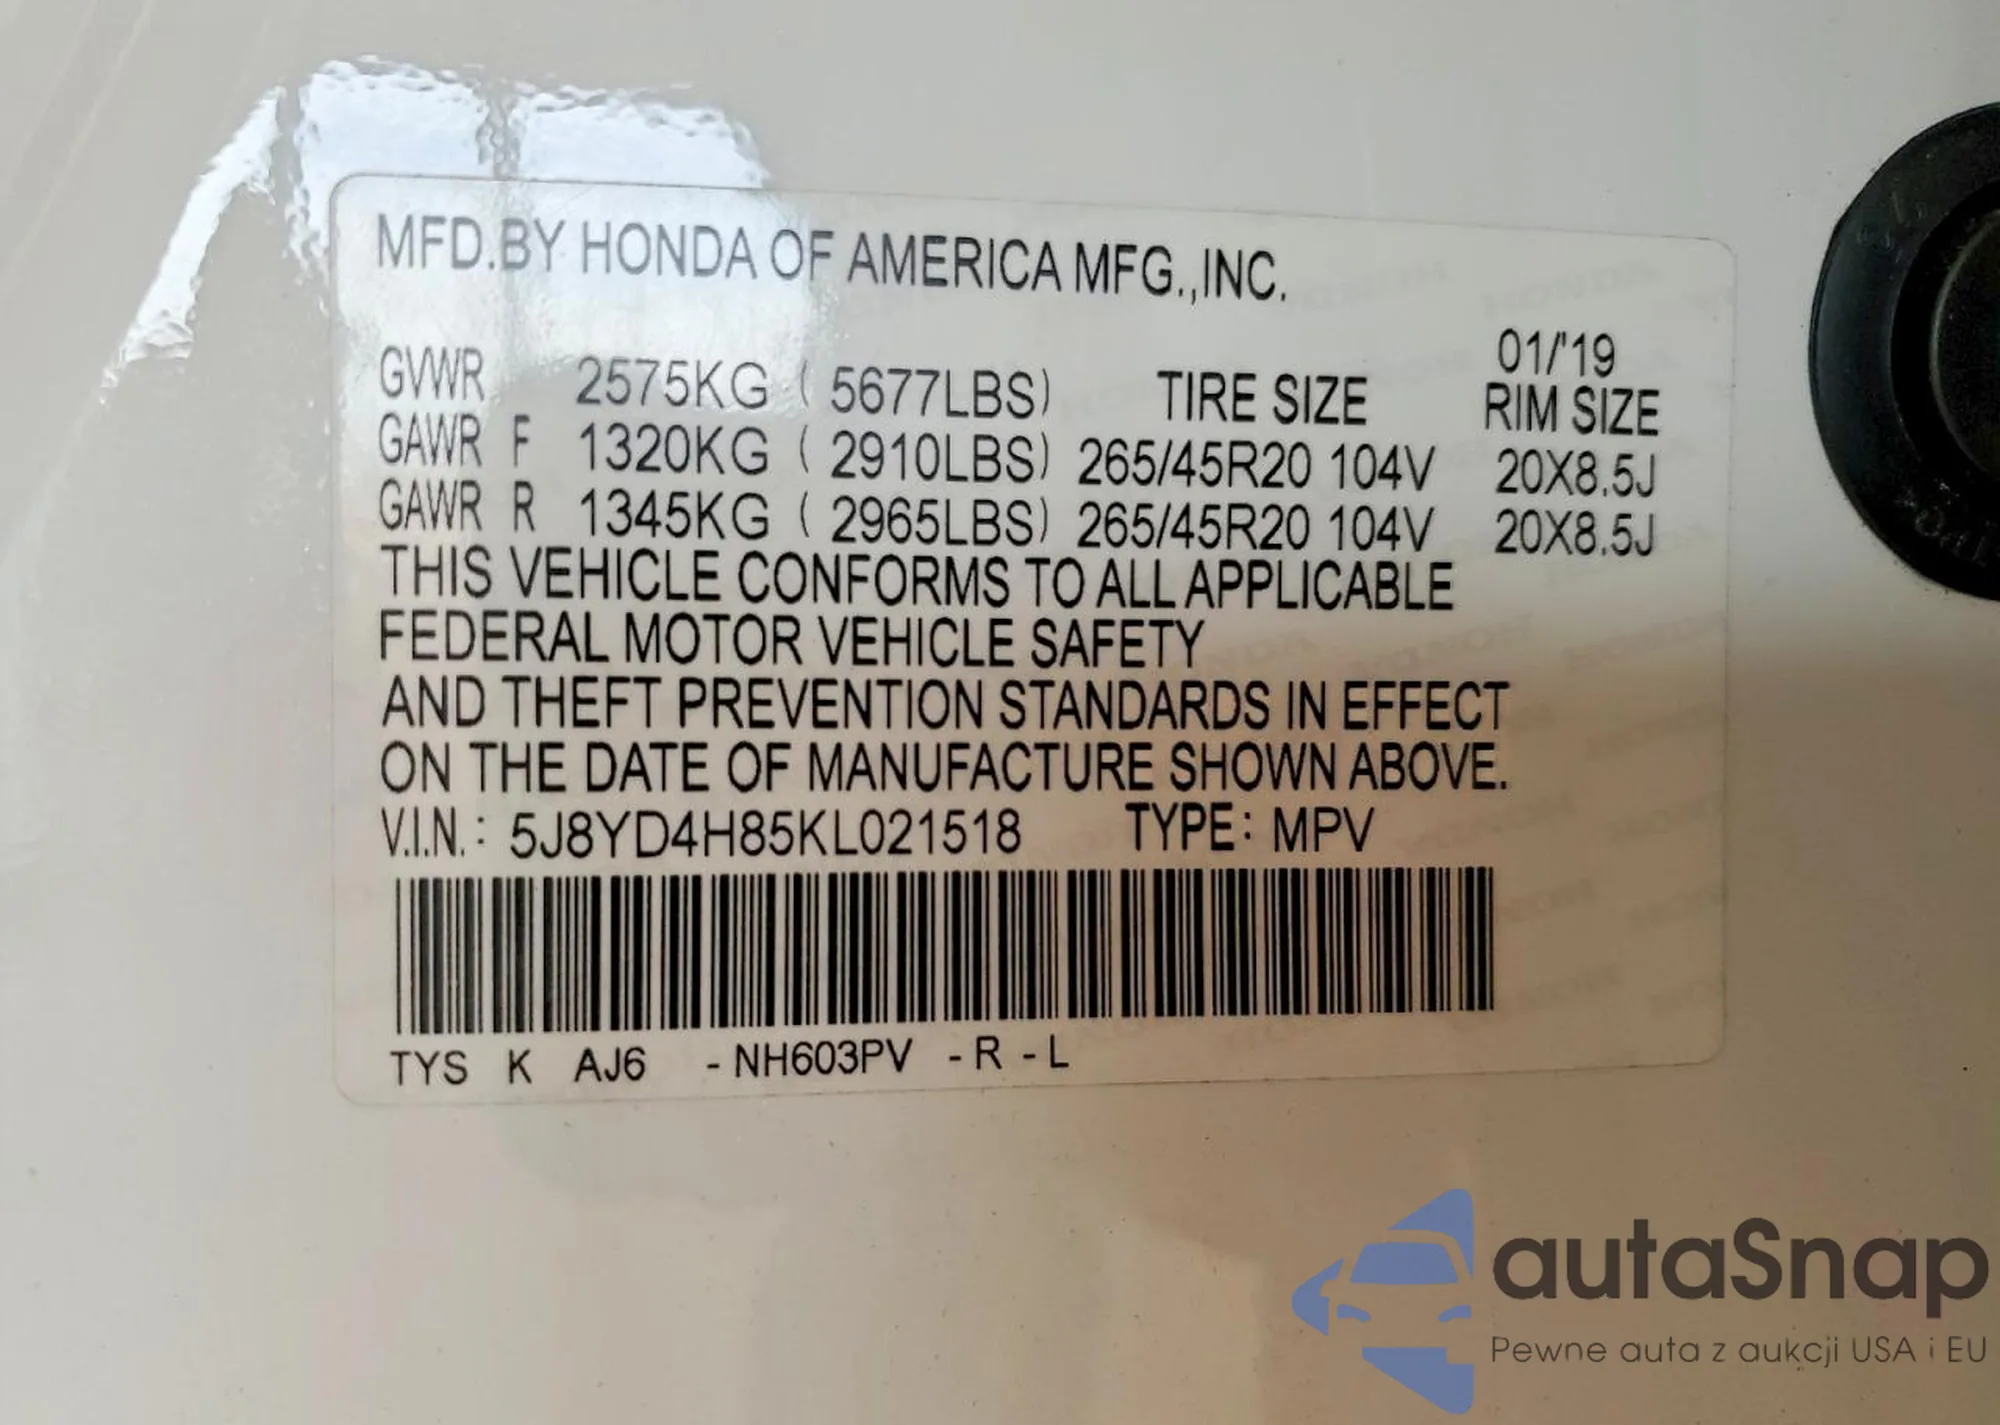 MFD.BY HONDA OF AMERICA MFG.,INC.
01/'19
GVWR 2575KG ( 5677LBS) TIRE SIZE RIM SIZE
GAWR F 1320KG ( 2910LBS) 265/45R20 104V 20X8.5J
GAWR R 1345KG ( 2965LBS) 265/45R20 104V 20X8.5J
THIS VEHICLE CONFORMS TO ALL APPLICABLE
FEDERAL MOTOR VEHICLE SAFETY
AND THEFT PREVENTION STANDARDS IN EFFECT
ON THE DATE OF MANUFACTURE SHOWN ABOVE.
V.I.N.: 5J8YD4H85KL021518 TYPE: MPV
TYS K AJ6 -NH603PV -R -L
autaSnap
Pewne auta z aukcji USA i EU